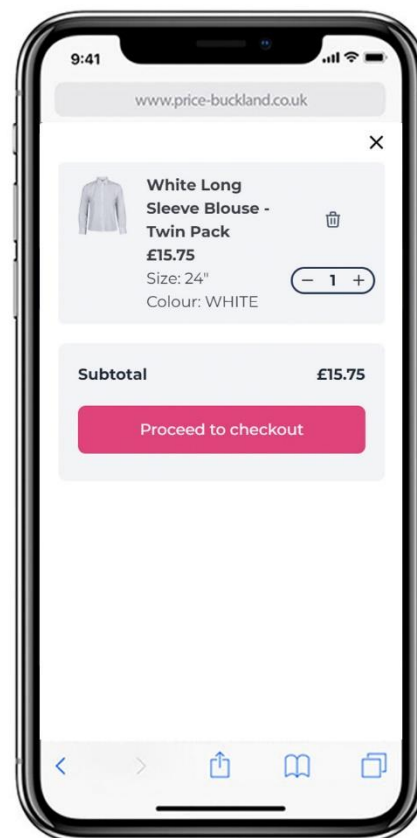 9:41
www.price-buckland.co.uk
White Long
Sleeve Blouse -
Twin Pack
£15.75
Size: 24"
− 1 +
Colour: WHITE
Subtotal £15.75
Proceed to checkout